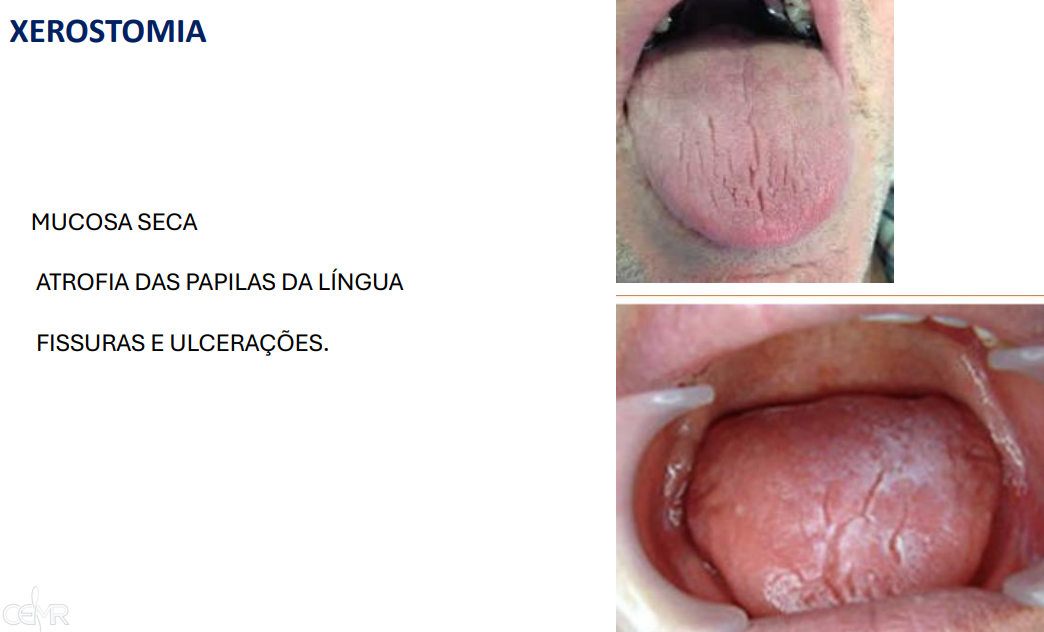 XEROSTOMIA
MUCOSA SECA
ATROFIA DAS PAPILAS DA LÍNGUA
FISSURAS E ULCERAÇÕES.